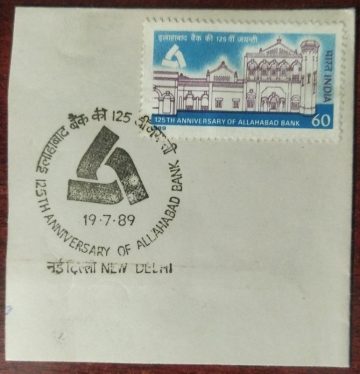 इलाहाबाद बैंक की 125 वीं जयन्ती
भारत INDIA
125TH ANNIVERSARY OF ALLAHABAD BANK
60
इलाहाबाद बैंक की 125 वीं
19·7·89
125TH ANNIVERSARY OF ALLAHABAD BANK
नई दिल्ली NEW DELHI